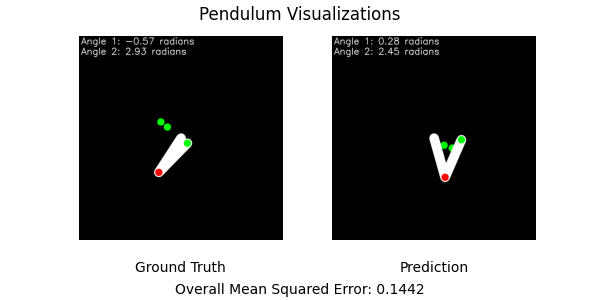 Pendulum Visualizations
Angle 1: -0.57 radians
Angle 2: 2.93 radians
Angle 1: 0.28 radians
Angle 2: 2.45 radians
Ground Truth
Prediction
Overall Mean Squared Error: 0.1442